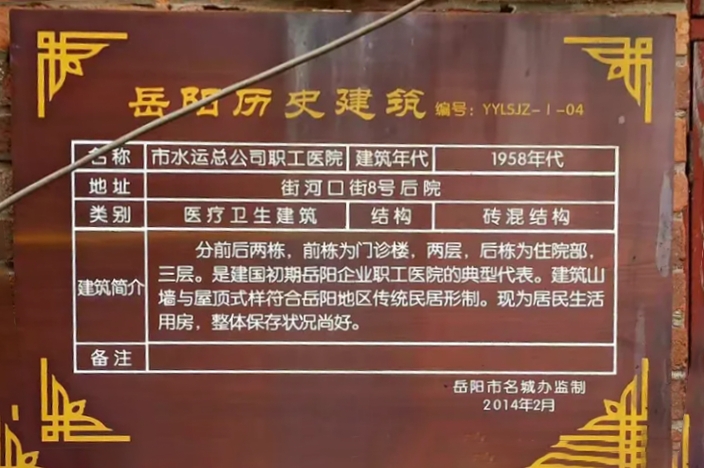 岳阳历史建筑 编号：YYLSJZ-1-04
名称 市水运总公司职工医院 建筑年代 1958年代
地址 街河口街8号后院
类别 医疗卫生建筑 结构 砖混结构
建筑简介
分前后两栋，前栋为门诊楼，两层，后栋为住院部，
三层。是建国初期岳阳企业职工医院的典型代表。建筑山
墙与屋顶式样符合岳阳地区传统民居形制。现为居民生活
用房，整体保存状况尚好。
备注
岳阳市名城办监制
2014年2月